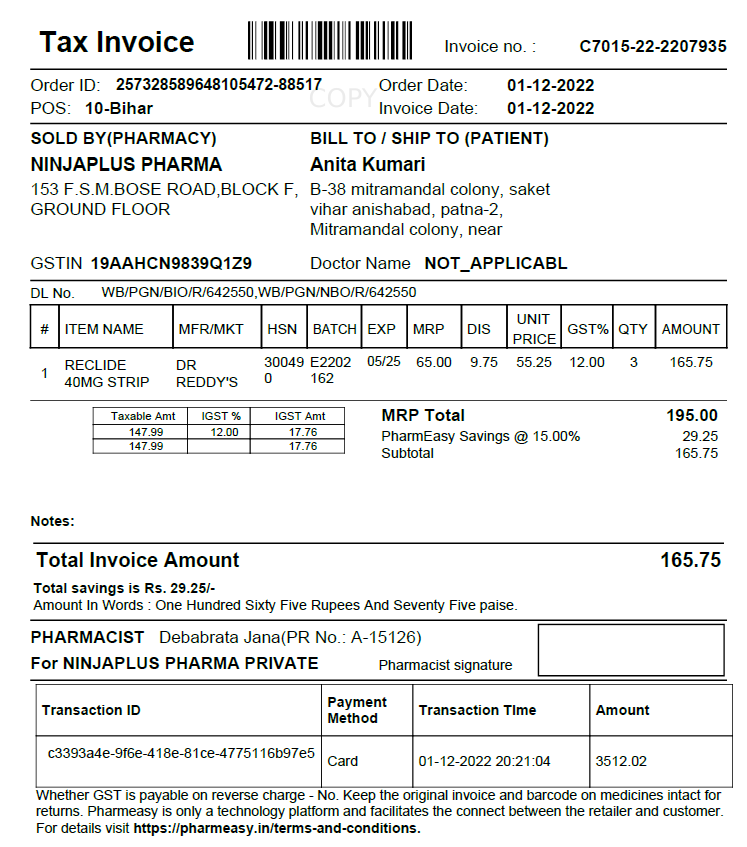 Tax Invoice
Invoice no. : C7015-22-2207935
Order ID: 257328589648105472-88517 Order Date: 01-12-2022
COPY
POS: 10-Bihar Invoice Date: 01-12-2022
SOLD BY(PHARMACY) BILL TO / SHIP TO (PATIENT)
NINJAPLUS PHARMA Anita Kumari
153 F.S.M.BOSE ROAD,BLOCK F, B-38 mitramandal colony, saket
GROUND FLOOR vihar anishabad, patna-2,
Mitramandal colony, near
GSTIN 19AAHCN9839Q1Z9 Doctor Name NOT_APPLICABL
DL No. WB/PGN/BIO/R/642550,WB/PGN/NBO/R/642550
# ITEM NAME MFR/MKT HSN BATCH EXP MRP DIS UNIT PRICE GST% QTY AMOUNT
1 RECLIDE DR 30049 E2202 05/25 65.00 9.75 55.25 12.00 3 165.75
40MG STRIP REDDY'S 0 162
Taxable Amt IGST % IGST Amt
147.99 12.00 17.76
147.99 17.76
MRP Total 195.00
PharmEasy Savings @ 15.00% 29.25
Subtotal 165.75
Notes:
Total Invoice Amount 165.75
Total savings is Rs. 29.25/-
Amount In Words : One Hundred Sixty Five Rupees And Seventy Five paise.
PHARMACIST Debabrata Jana(PR No.: A-15126)
For NINJAPLUS PHARMA PRIVATE Pharmacist signature
Transaction ID Payment Method Transaction TIme Amount
c3393a4e-9f6e-418e-81ce-4775116b97e5 Card 01-12-2022 20:21:04 3512.02
Whether GST is payable on reverse charge - No. Keep the original invoice and barcode on medicines intact for
returns. Pharmeasy is only a technology platform and facilitates the connect between the retailer and customer.
For details visit https://pharmeasy.in/terms-and-conditions.